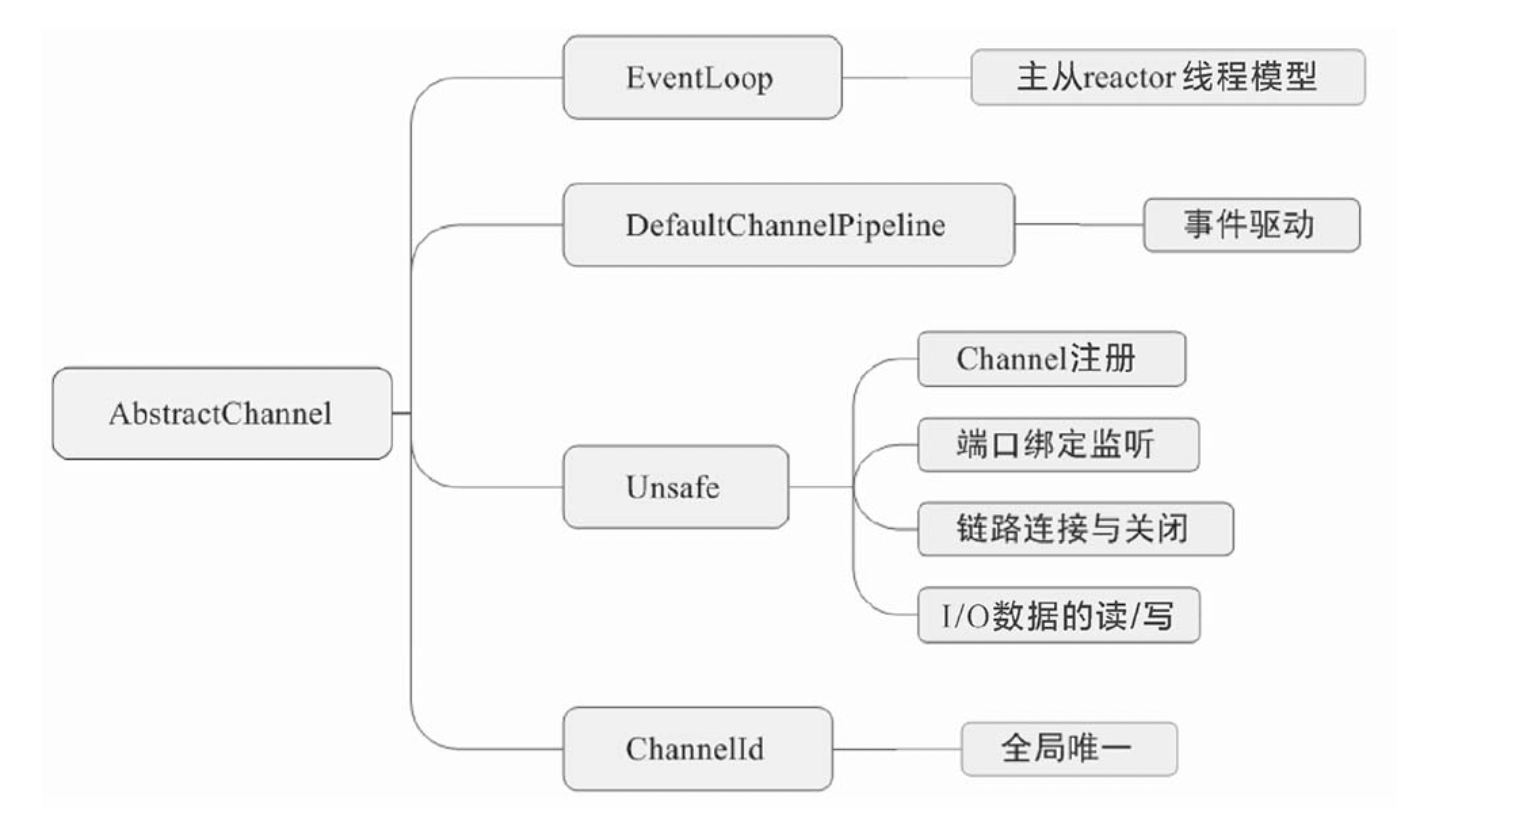 EventLoop
主从reactor 线程模型
DefaultChannelPipeline
事件驱动
AbstractChannel
Unsafe
Channel注册
端口绑定监听
链路连接与关闭
I/O数据的读/写
ChannelId
全局唯一